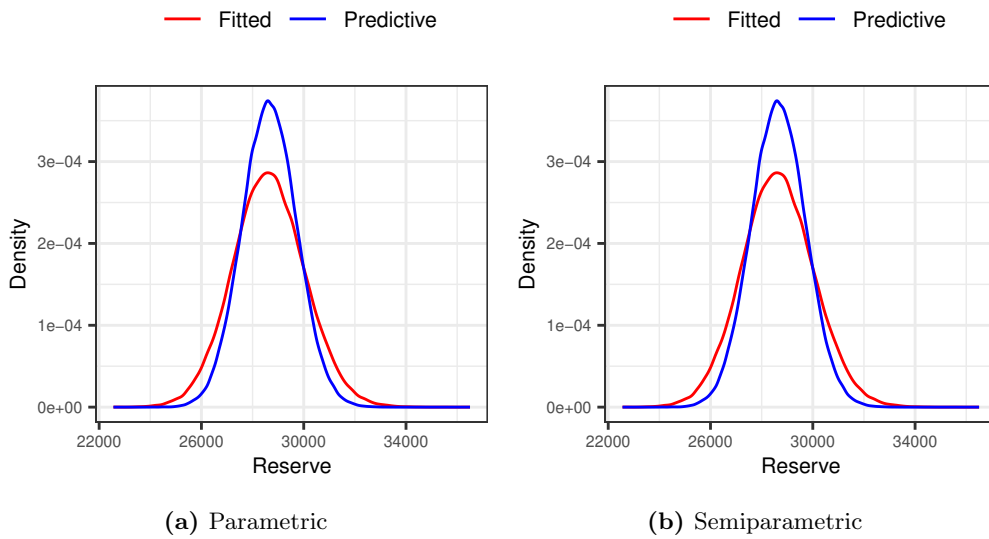 Fitted Predictive
Density
3e−04
2e−04
1e−04
0e+00
22000 26000 30000 34000
Reserve
(a) Parametric
Fitted Predictive
Density
3e−04
2e−04
1e−04
0e+00
22000 26000 30000 34000
Reserve
(b) Semiparametric